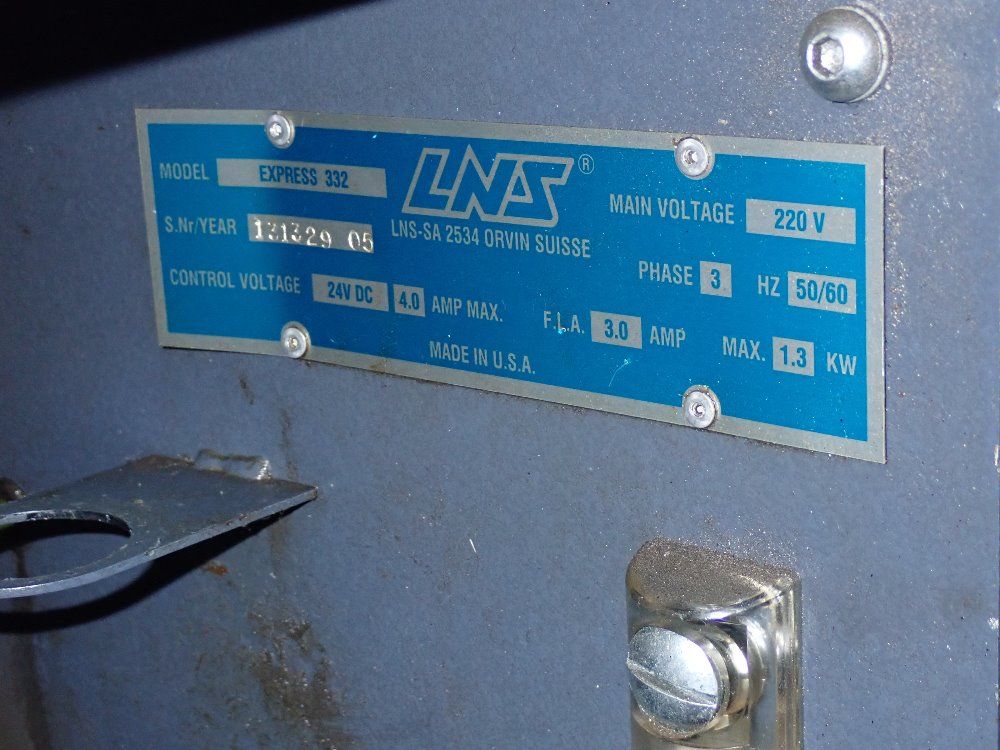 MODEL EXPRESS 332
S.Nr/YEAR 131329 05
CONTROL VOLTAGE 24V DC 4.0 AMP MAX.
LNS®
LNS-SA 2534 ORVIN SUISSE
MAIN VOLTAGE 220 V
PHASE 3 HZ 50/60
F.L.A. 3.0 AMP MAX. 1.3 KW
MADE IN U.S.A.